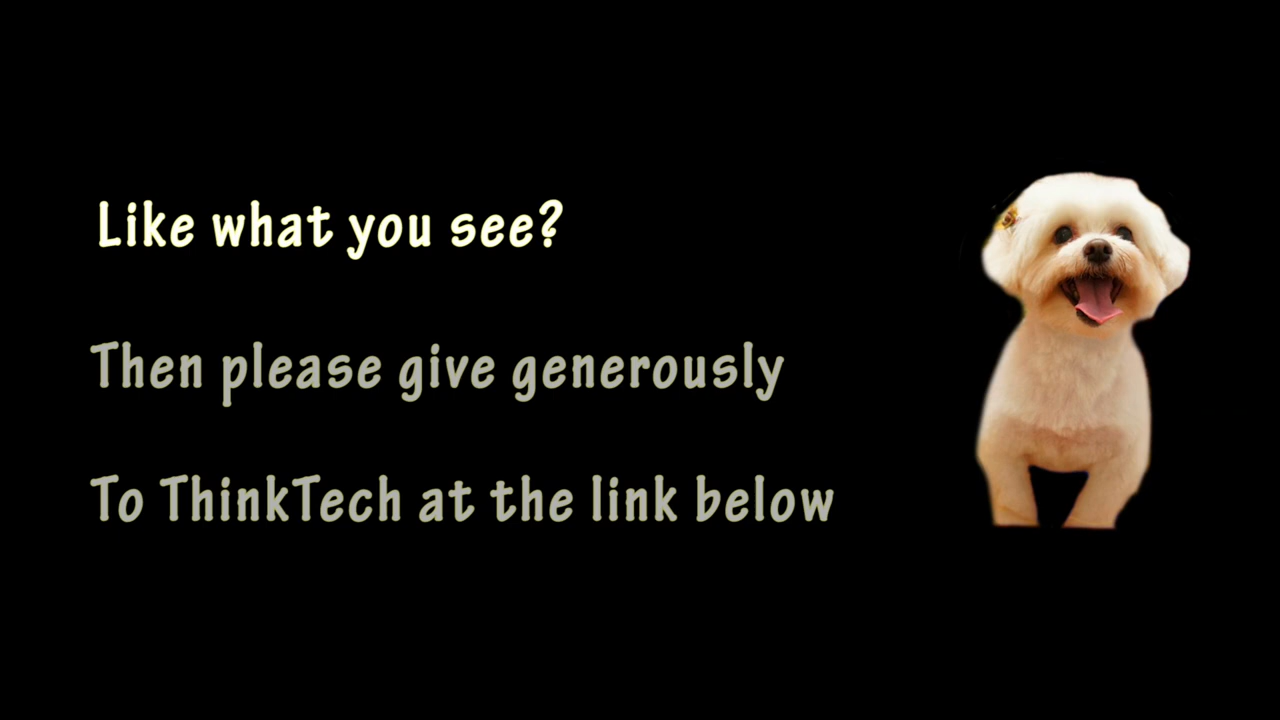 Like what you see?
Then please give generously
To ThinkTech at the link below